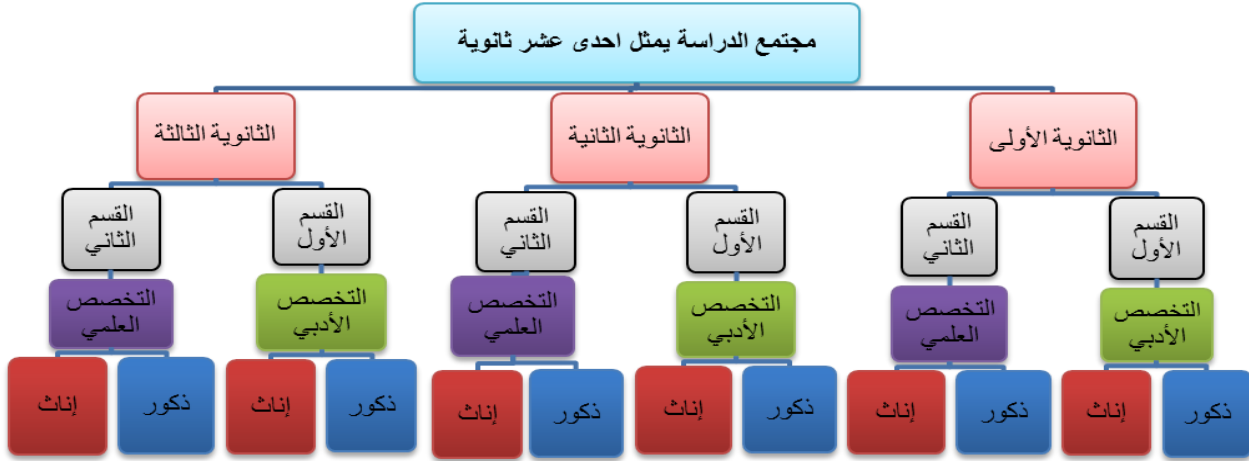 مجتمع الدراسة يمثل احدى عشر ثانوية
الثانوية الأولى
الثانوية الثانية
الثانوية الثالثة
القسم
الأول
القسم
الثاني
القسم
الأول
القسم
الثاني
القسم
الأول
القسم
الثاني
التخصص
الأدبي
التخصص
العلمي
التخصص
الأدبي
التخصص
العلمي
التخصص
الأدبي
التخصص
العلمي
ذكور
إناث
ذكور
إناث
ذكور
إناث
ذكور
إناث
ذكور
إناث
ذكور
إناث